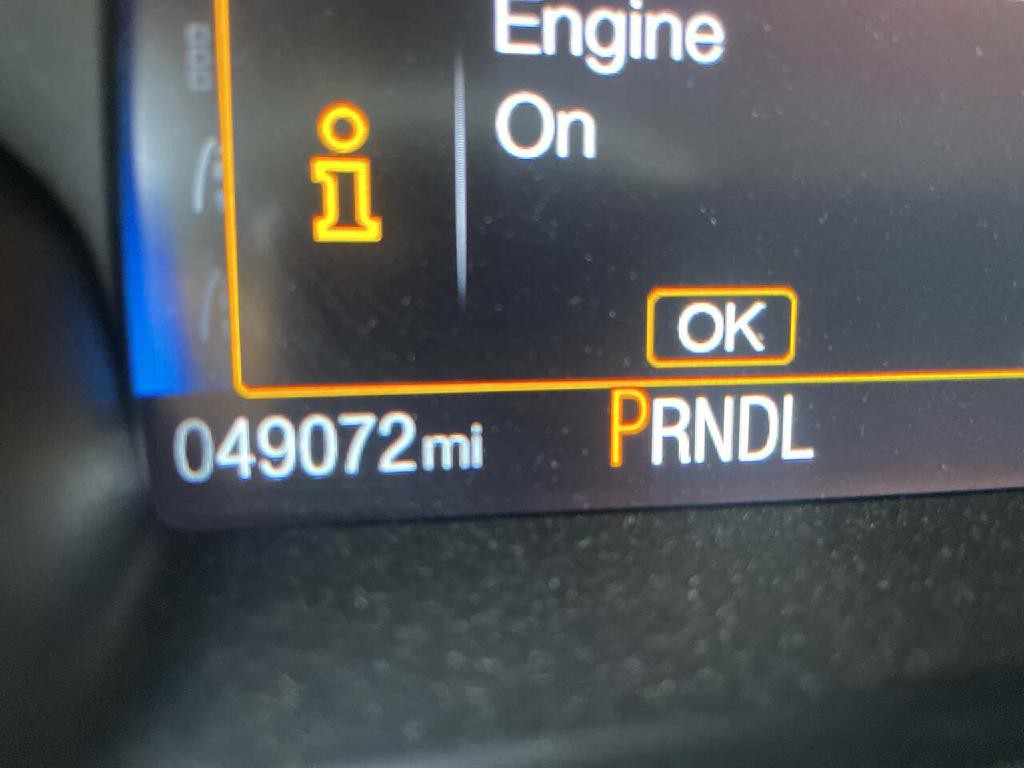 Engine
On
OK
049072mi PRNDL